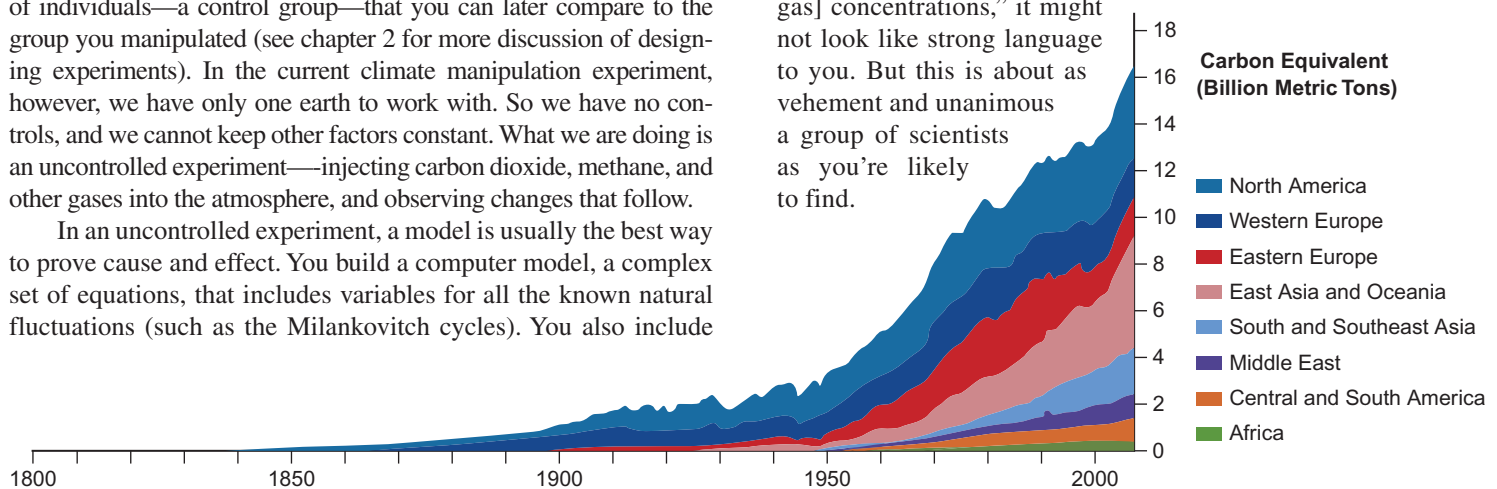 of individuals—a control group—that you can later compare to the
group you manipulated (see chapter 2 for more discussion of design-
ing experiments). In the current climate manipulation experiment,
however, we have only one earth to work with. So we have no con-
trols, and we cannot keep other factors constant. What we are doing is
an uncontrolled experiment—-injecting carbon dioxide, methane, and
other gases into the atmosphere, and observing changes that follow.
In an uncontrolled experiment, a model is usually the best way
to prove cause and effect. You build a computer model, a complex
set of equations, that includes variables for all the known natural
fluctuations (such as the Milankovitch cycles). You also include
gas] concentrations,” it might
not look like strong language
to you. But this is about as
vehement and unanimous
a group of scientists
as you’re likely
to find.
18
16
14
12
10
8
6
4
2
0
Carbon Equivalent
(Billion Metric Tons)
North America
Western Europe
Eastern Europe
East Asia and Oceania
South and Southeast Asia
Middle East
Central and South America
Africa
1800 1850 1900 1950 2000